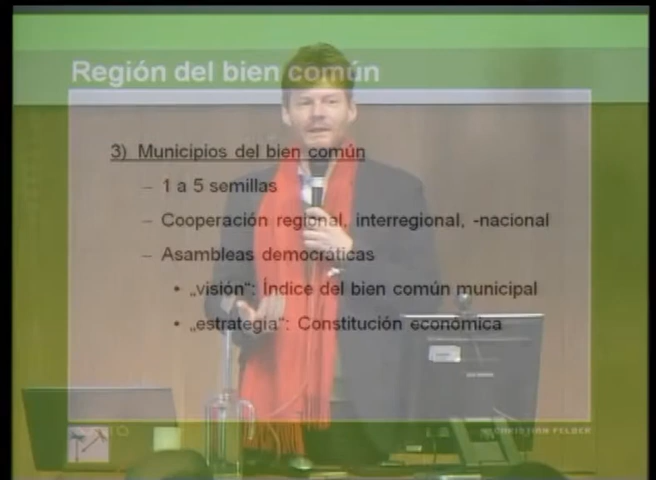 Región del bien común
3) Municipios del bien común
– 1 a 5 semillas
– Cooperación regional, interregional, -nacional
– Asambleas democráticas
• „visión“: Índice del bien común municipal
• „estrategia“: Constitución económica
CHRISTIAN FELBER